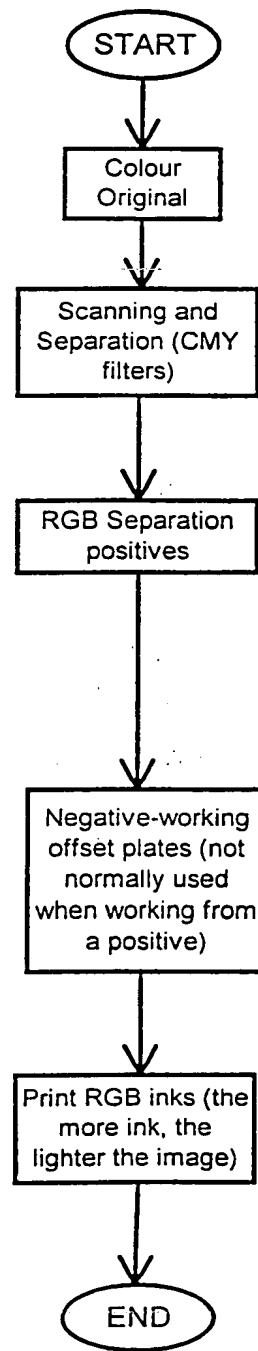 START
Colour
Original
Scanning and
Separation (CMY
filters)
RGB Separation
positives
Negative-working
offset plates (not
normally used
when working from
a positive)
Print RGB inks (the
more ink, the
lighter the image)
END